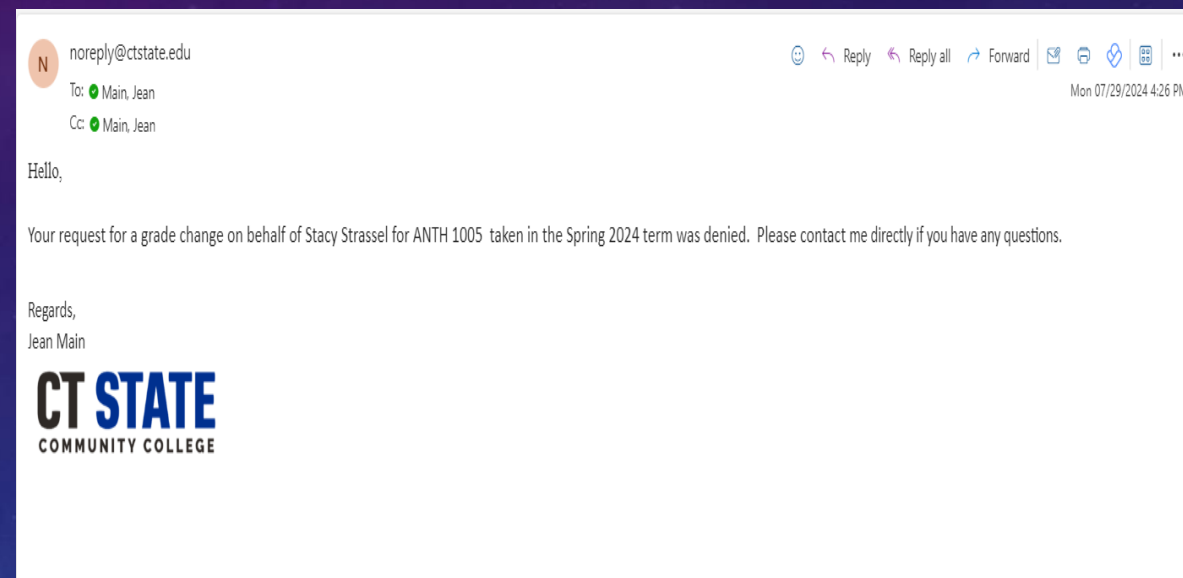 noreply@ctstate.edu
N
Reply Reply all Forward
To: Main, Jean
Mon 07/29/2024 4:26 PM
Cc: Main, Jean
Hello,
Your request for a grade change on behalf of Stacy Strassel for ANTH 1005 taken in the Spring 2024 term was denied. Please contact me directly if you have any questions.
Regards,
Jean Main
CT STATE
COMMUNITY COLLEGE